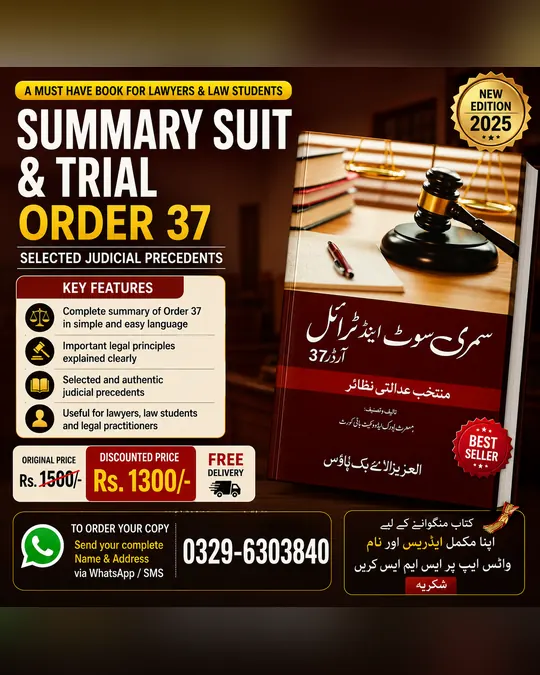 A MUST HAVE BOOK FOR LAWYERS & LAW STUDENTS
NEW
EDITION
2025
SUMMARY SUIT
& TRIAL
ORDER 37
SELECTED JUDICIAL PRECEDENTS
KEY FEATURES
Complete summary of Order 37
in simple and easy language
Important legal principles
explained clearly
Selected and authentic
judicial precedents
Useful for lawyers, law students
and legal practitioners
سمری سوٹ اینڈ ٹرائل
آرڈر 37
منتخب عدالتی نظائر
تالیف و تصنیف:
ہائی کورٹ
BEST
SELLER
ORIGINAL PRICE
Rs. 1500/-
DISCOUNTED PRICE
Rs. 1300/-
FREE
DELIVERY
TO ORDER YOUR COPY
Send your complete
Name & Address
via WhatsApp / SMS
0329-6303840
کتاب منگوانے کے لیے
اپنا مکمل ایڈریس اور نام
واٹس ایپ پر ایس ایم ایس کریں
شکریہ